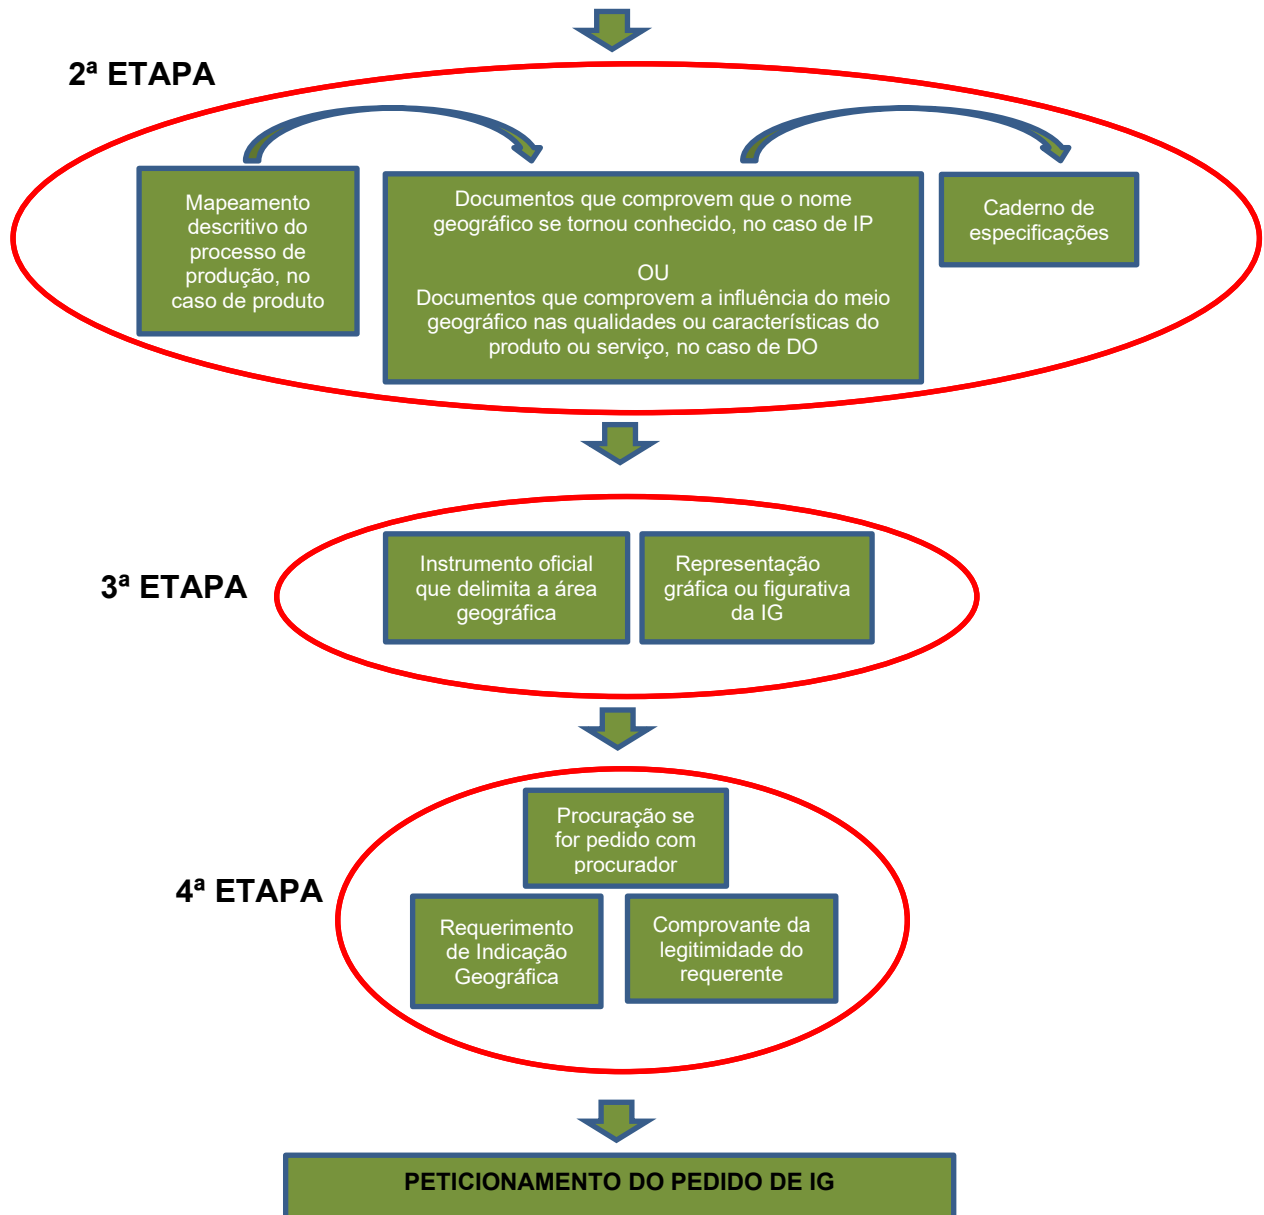 2ª ETAPA
Mapeamento
descritivo do
processo de
produção, no
caso de produto
Documentos que comprovem que o nome
geográfico se tornou conhecido, no caso de IP
OU
Documentos que comprovem a influência do meio
geográfico nas qualidades ou características do
produto ou serviço, no caso de DO
Caderno de
especificações
3ª ETAPA
Instrumento oficial
que delimita a área
geográfica
Representação
gráfica ou figurativa
da IG
4ª ETAPA
Procuração se
for pedido com
procurador
Requerimento
de Indicação
Geográfica
Comprovante da
legitimidade do
requerente
PETICIONAMENTO DO PEDIDO DE IG